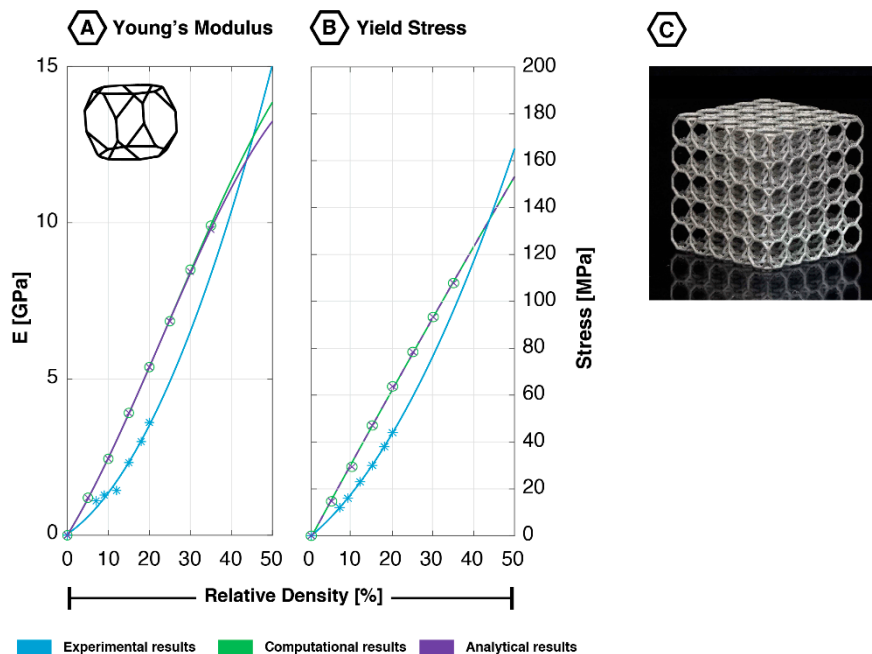 A Young's Modulus
B Yield Stress
C
15
10
5
0
E [GPa]
0 10 20 30 40 50
200
180
160
140
120
100
80
60
40
20
0
Stress [MPa]
0 10 20 30 40 50
Relative Density [%]
Experimental results
Computational results
Analytical results